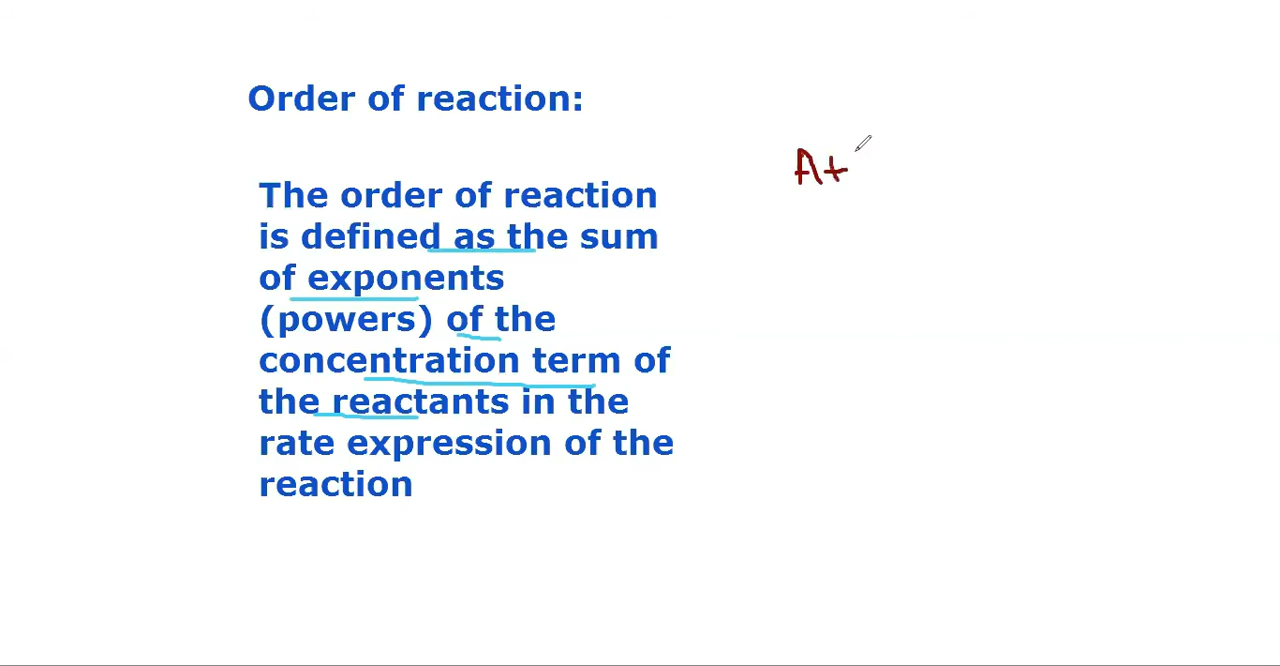 Order of reaction:
A+
The order of reaction
is defined as the sum
of exponents
(powers) of the
concentration term of
the reactants in the
rate expression of the
reaction